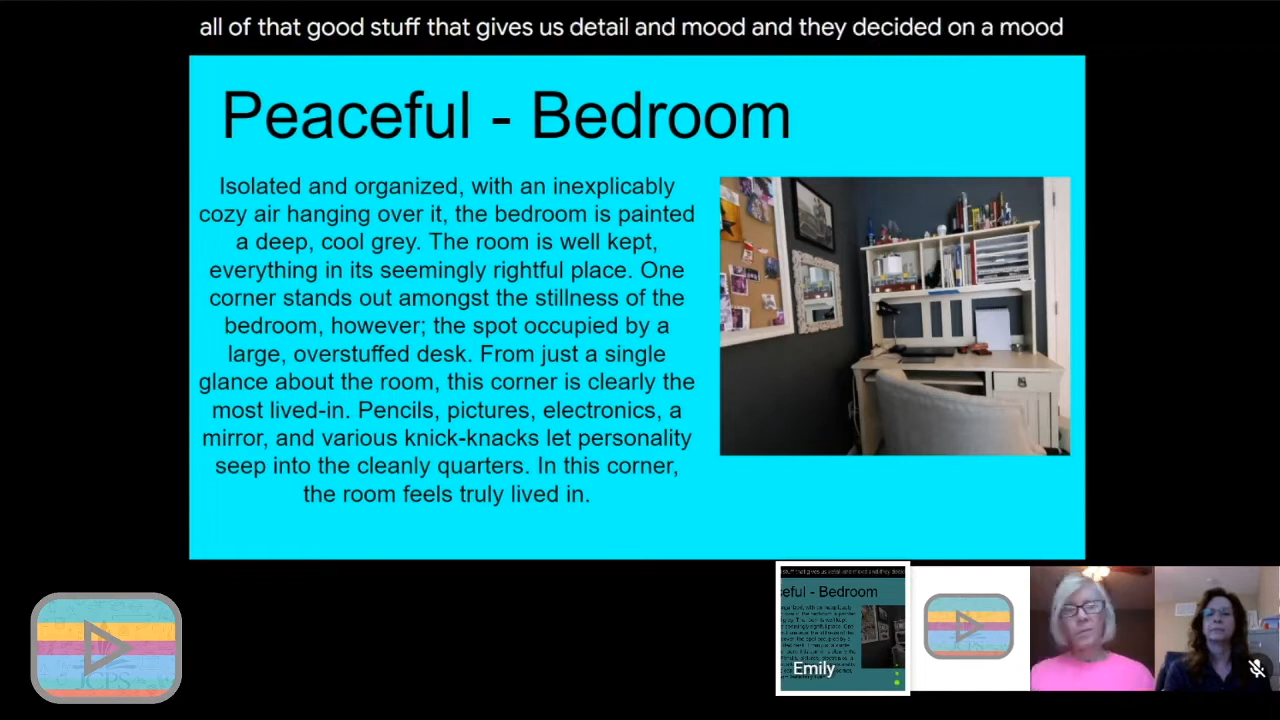 all of that good stuff that gives us detail and mood and they decided on a mood
Peaceful - Bedroom
Isolated and organized, with an inexplicably
cozy air hanging over it, the bedroom is painted
a deep, cool grey. The room is well kept,
everything in its seemingly rightful place. One
corner stands out amongst the stillness of the
bedroom, however; the spot occupied by a
large, overstuffed desk. From just a single
glance about the room, this corner is clearly the
most lived-in. Pencils, pictures, electronics, a
mirror, and various knick-knacks let personality
seep into the cleanly quarters. In this corner,
the room feels truly lived in.
JCPS
eful - Bedroom
Emily
JCPS